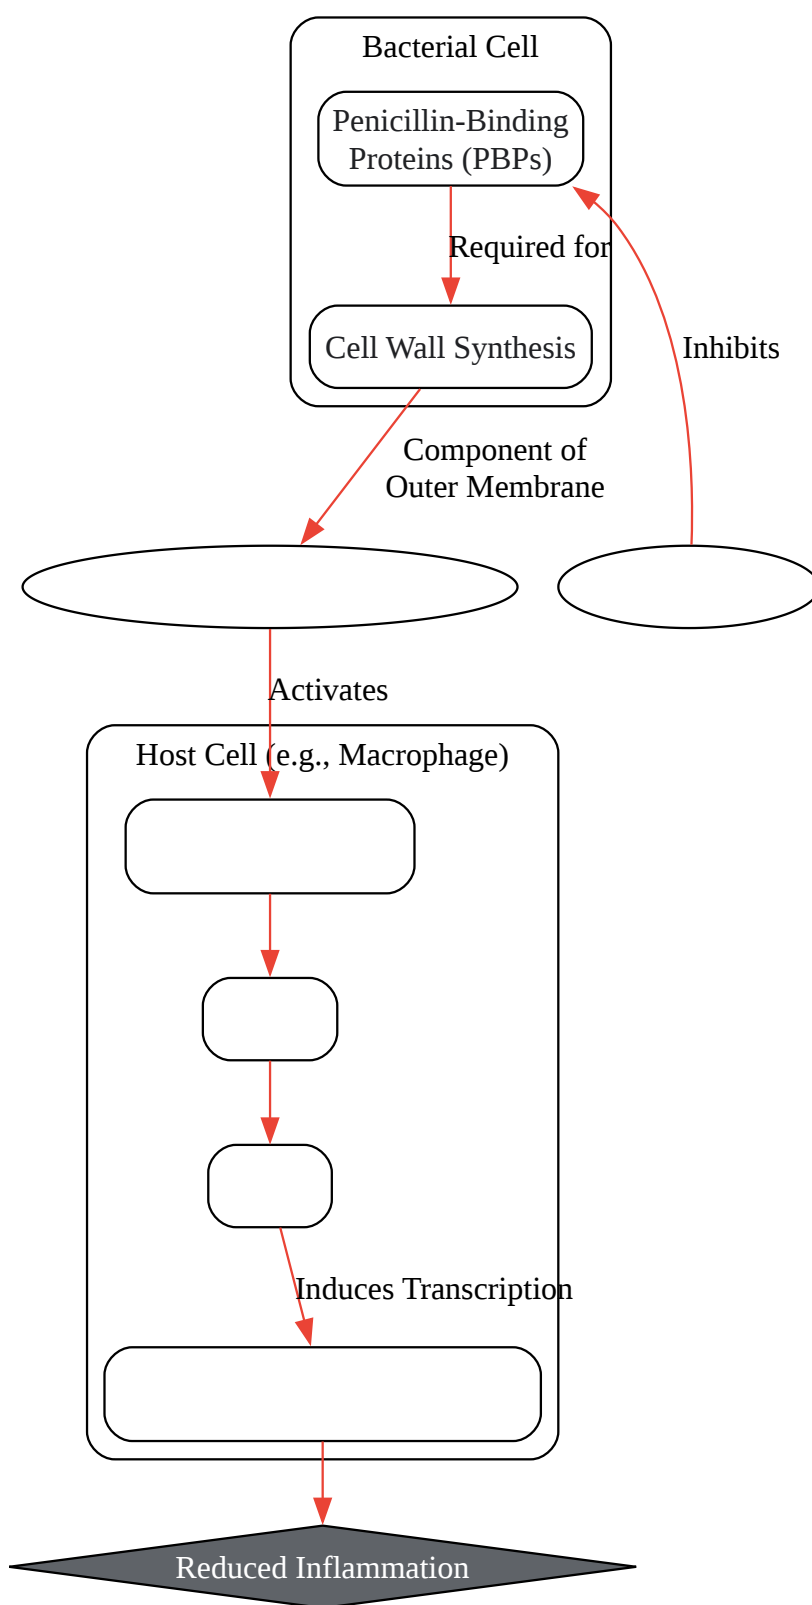 Bacterial Cell
Penicillin-Binding
Proteins (PBPs)
Required for
Cell Wall Synthesis
Inhibits
Component of
Outer Membrane
Activates
Host Cell (e.g., Macrophage)
Induces Transcription
Reduced Inflammation